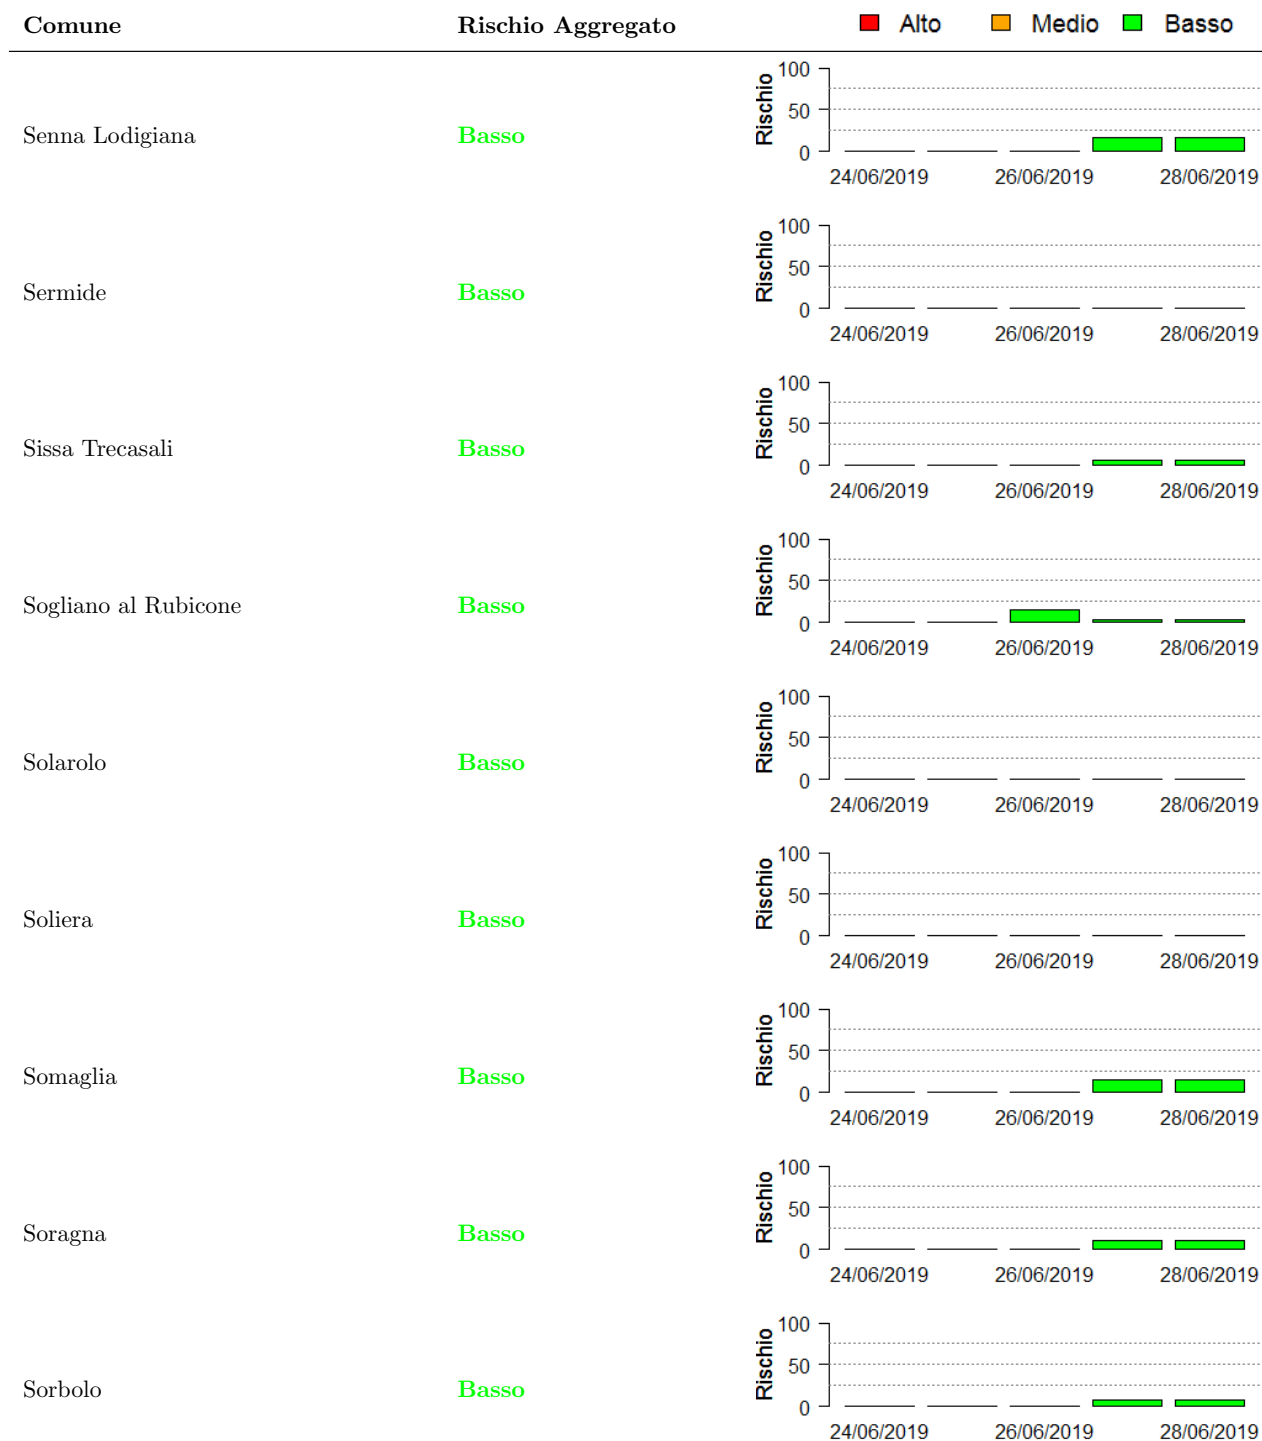 Comune Rischio Aggregato Alto Medio Basso
100
50
0
Rischio
Senna Lodigiana Basso
24/06/2019 26/06/2019 28/06/2019
100
50
0
Rischio
Sermide Basso
24/06/2019 26/06/2019 28/06/2019
100
50
0
Rischio
Sissa Trecasali Basso
24/06/2019 26/06/2019 28/06/2019
100
50
0
Rischio
Sogliano al Rubicone Basso
24/06/2019 26/06/2019 28/06/2019
100
50
0
Rischio
Solarolo Basso
24/06/2019 26/06/2019 28/06/2019
100
50
0
Rischio
Soliera Basso
24/06/2019 26/06/2019 28/06/2019
100
50
0
Rischio
Somaglia Basso
24/06/2019 26/06/2019 28/06/2019
100
50
0
Rischio
Soragna Basso
24/06/2019 26/06/2019 28/06/2019
100
50
0
Rischio
Sorbolo Basso
24/06/2019 26/06/2019 28/06/2019